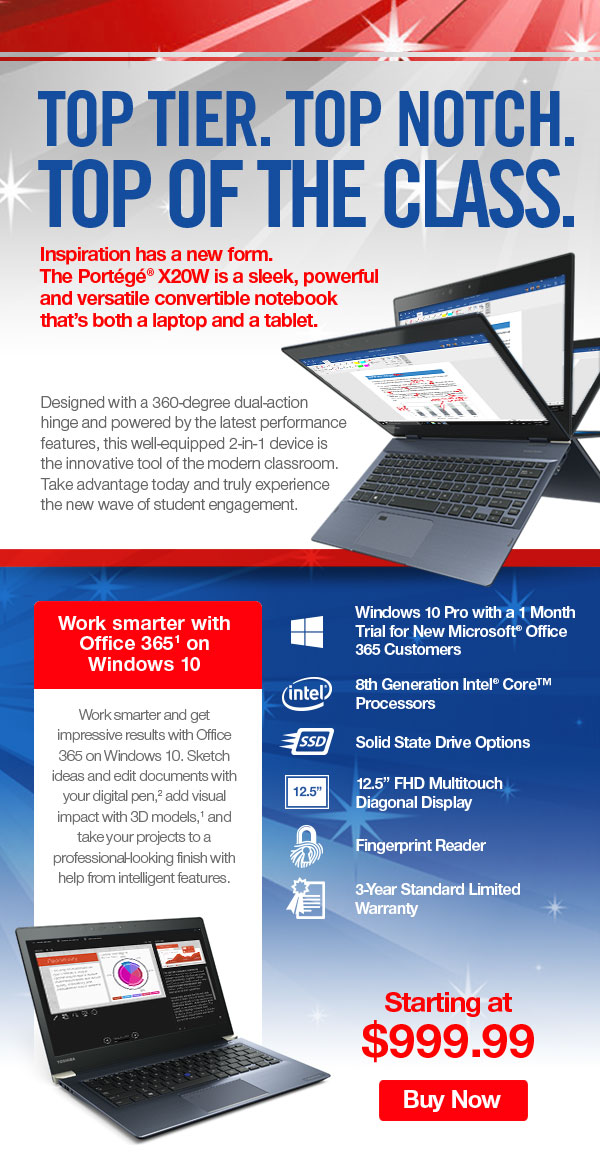 TOP TIER. TOP NOTCH.
TOP OF THE CLASS.
Inspiration has a new form.
The Portégé® X20W is a sleek, powerful
and versatile convertible notebook
that's both a laptop and a tablet.
Designed with a 360-degree dual-action
hinge and powered by the latest performance
features, this well-equipped 2-in-1 device is
the innovative tool of the modern classroom.
Take advantage today and truly experience
the new wave of student engagement.
Work smarter with
Office 365¹ on
Windows 10
Work smarter and get
impressive results with Office
365 on Windows 10. Sketch
ideas and edit documents with
your digital pen,² add visual
impact with 3D models,¹ and
take your projects to a
professional-looking finish with
help from intelligent features.
Windows 10 Pro with a 1 Month
Trial for New Microsoft® Office
365 Customers
intel®
8th Generation Intel® Core™
Processors
SSD
Solid State Drive Options
12.5”
12.5” FHD Multitouch
Diagonal Display
Fingerprint Reader
3-Year Standard Limited
Warranty
TOSHIBA
Starting at
$999.99
Buy Now